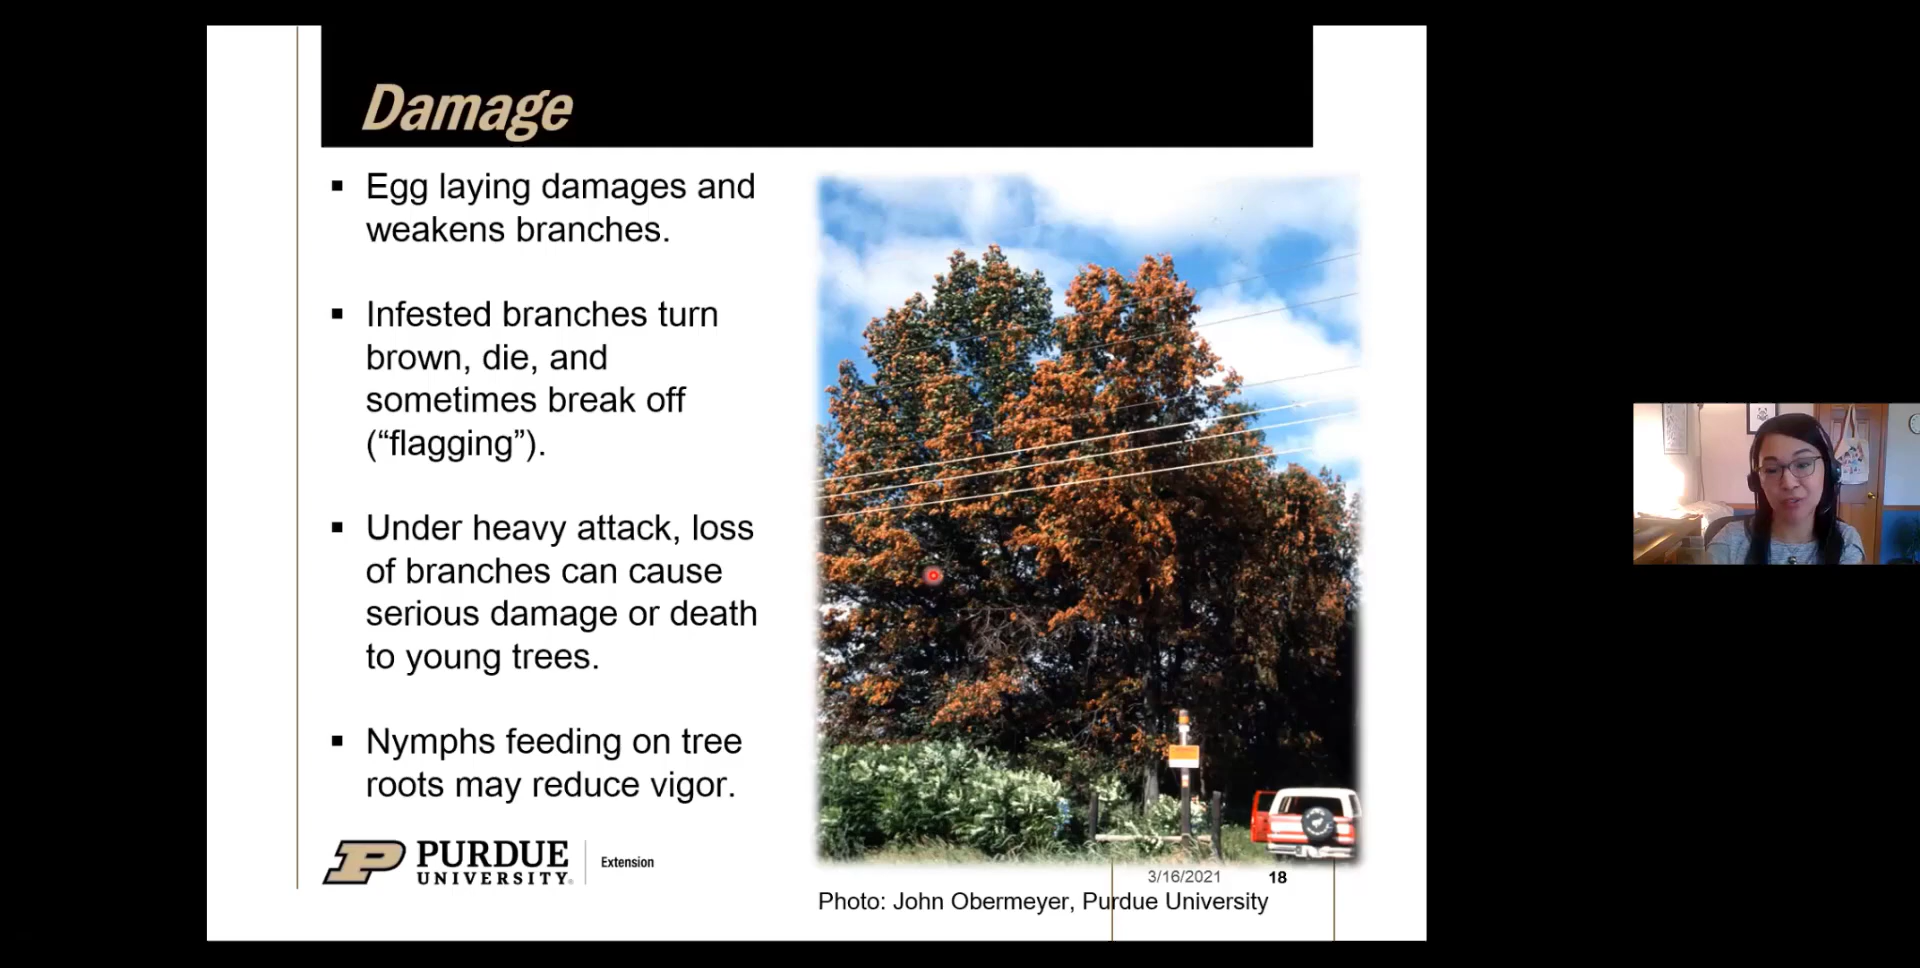 Damage
▪ Egg laying damages and
weakens branches.
▪ Infested branches turn
brown, die, and
sometimes break off
(“flagging”).
▪ Under heavy attack, loss
of branches can cause
serious damage or death
to young trees.
▪ Nymphs feeding on tree
roots may reduce vigor.
P PURDUE
UNIVERSITY®
Extension
3/16/2021 18
Photo: John Obermeyer, Purdue University